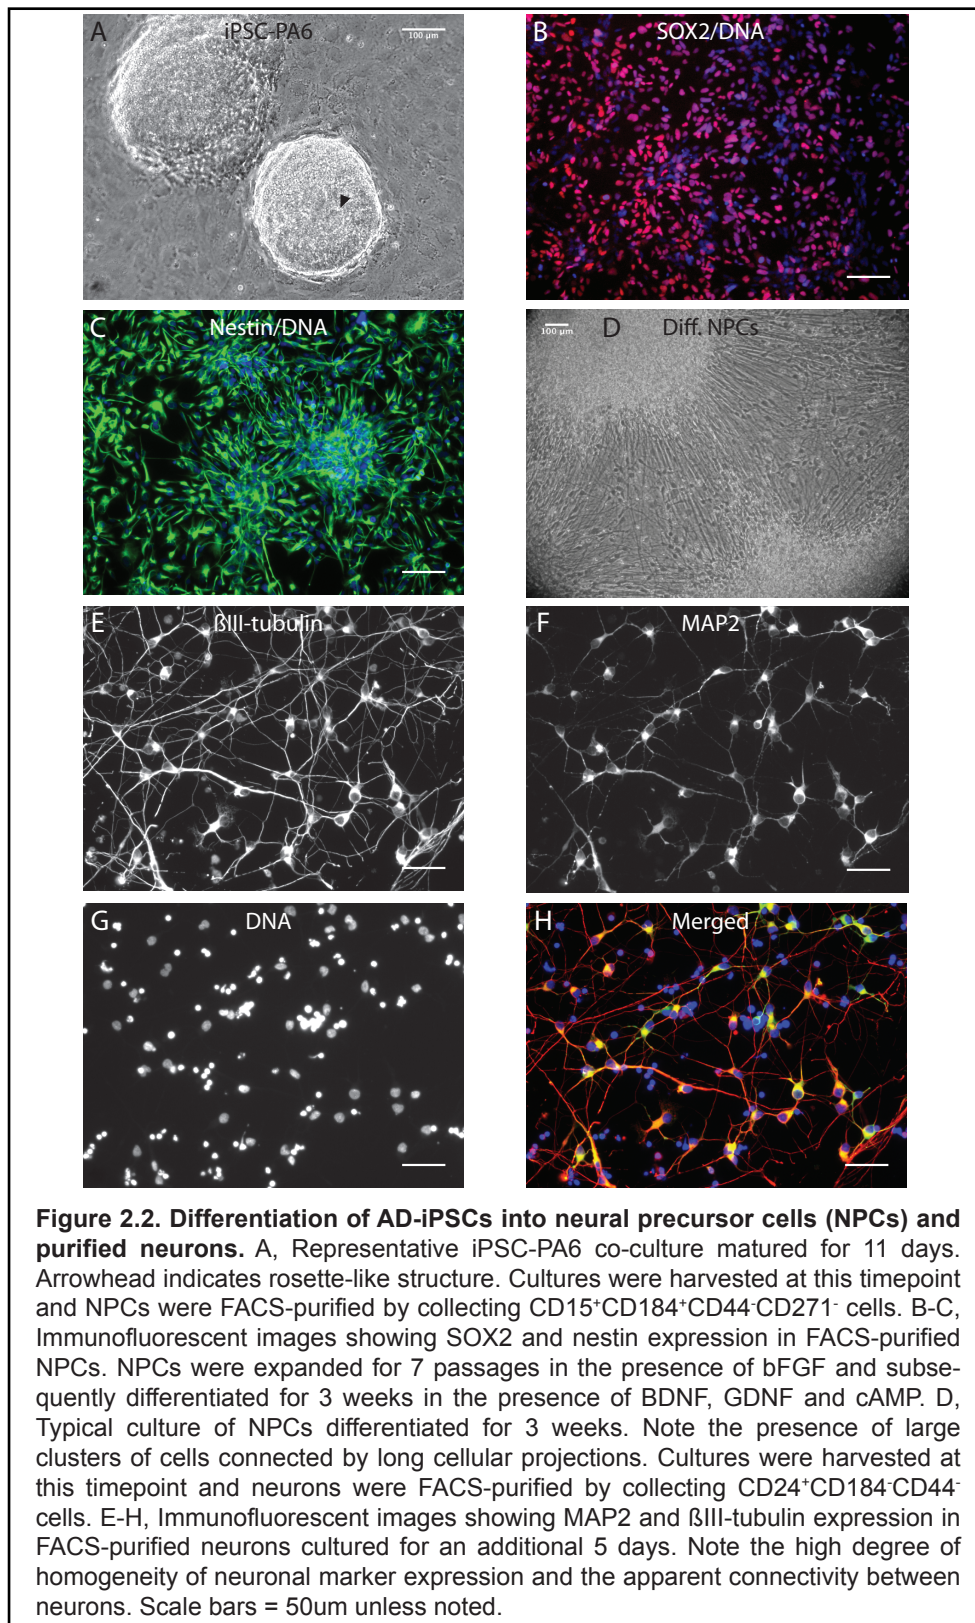 A iPSC-PA6 100 µm
B SOX2/DNA
C Nestin/DNA
100 µm D Diff. NPCs
E ßIII-tubulin
F MAP2
G DNA
H Merged
Figure 2.2. Differentiation of AD-iPSCs into neural precursor cells (NPCs) and
purified neurons. A, Representative iPSC-PA6 co-culture matured for 11 days.
Arrowhead indicates rosette-like structure. Cultures were harvested at this timepoint
and NPCs were FACS-purified by collecting CD15⁺CD184⁺CD44⁻CD271⁻ cells. B-C,
Immunofluorescent images showing SOX2 and nestin expression in FACS-purified
NPCs. NPCs were expanded for 7 passages in the presence of bFGF and subse-
quently differentiated for 3 weeks in the presence of BDNF, GDNF and cAMP. D,
Typical culture of NPCs differentiated for 3 weeks. Note the presence of large
clusters of cells connected by long cellular projections. Cultures were harvested at
this timepoint and neurons were FACS-purified by collecting CD24⁺CD184⁻CD44⁻
cells. E-H, Immunofluorescent images showing MAP2 and ßIII-tubulin expression in
FACS-purified neurons cultured for an additional 5 days. Note the high degree of
homogeneity of neuronal marker expression and the apparent connectivity between
neurons. Scale bars = 50um unless noted.